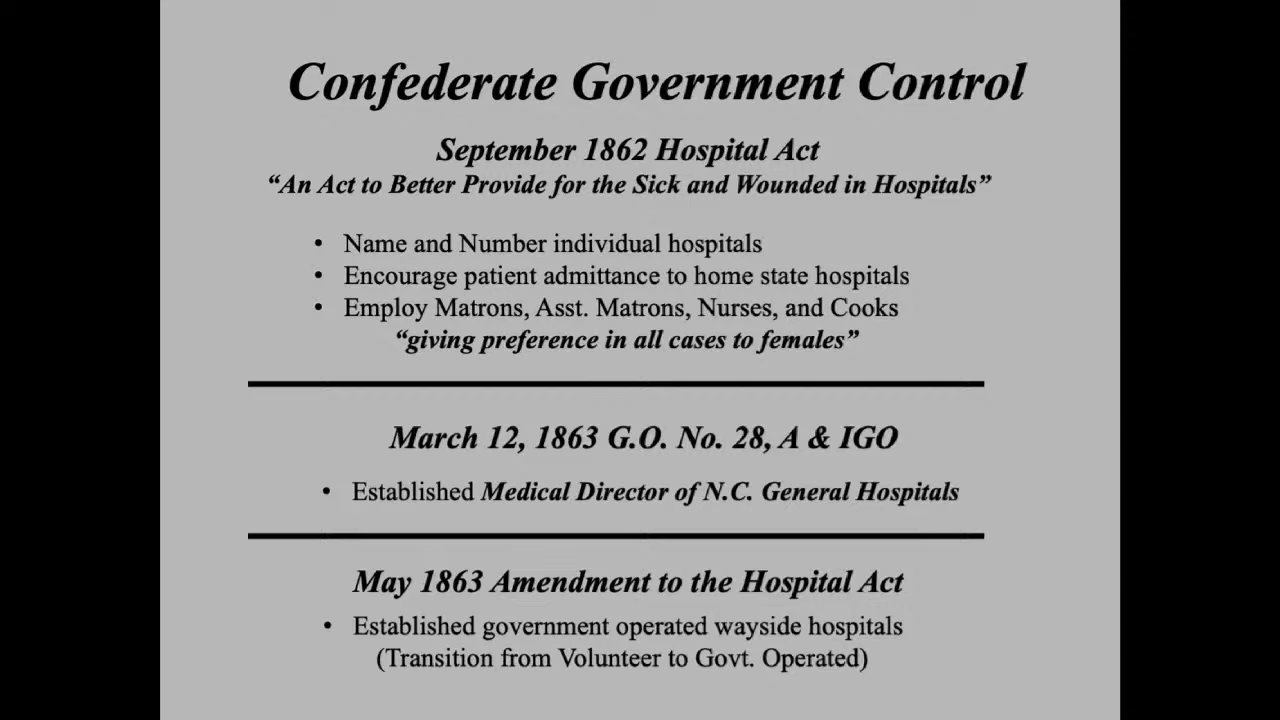 Confederate Government Control
September 1862 Hospital Act
“An Act to Better Provide for the Sick and Wounded in Hospitals”
• Name and Number individual hospitals
• Encourage patient admittance to home state hospitals
• Employ Matrons, Asst. Matrons, Nurses, and Cooks
“giving preference in all cases to females”
March 12, 1863 G.O. No. 28, A & IGO
• Established Medical Director of N.C. General Hospitals
May 1863 Amendment to the Hospital Act
• Established government operated wayside hospitals
(Transition from Volunteer to Govt. Operated)